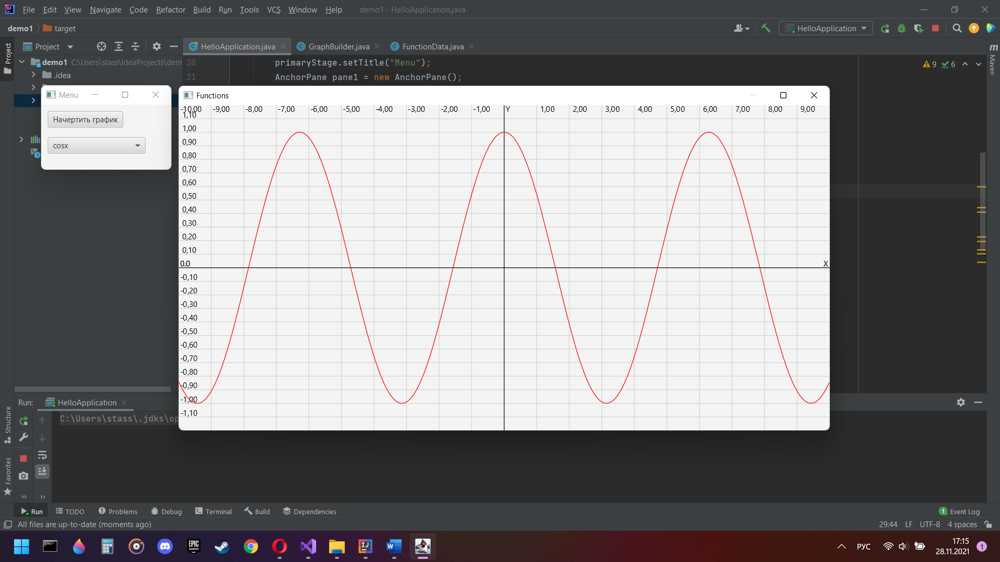 File Edit View Navigate Code Refactor Build Run Tools VCS Window Help demo1 - HelloApplication.java
demo1 target HelloApplication
Project HelloApplication.java GraphBuilder.java FunctionData.java
demo1 C:\Users\stass\IdeaProjects\dem
.idea
20 primaryStage.setTitle("Menu");
21 AnchorPane pane1 = new AnchorPane();
9 6
Project
Maven
Menu
Начертить график
cosx
Functions
-10,00 -9,00 -8,00 -7,00 -6,00 -5,00 -4,00 -3,00 -2,00 -1,00 Y 1,00 2,00 3,00 4,00 5,00 6,00 7,00 8,00 9,00
1,10
1,00
0,90
0,80
0,70
0,60
0,50
0,40
0,30
0,20
0,10
0.0 X
-0,10
-0,20
-0,30
-0,40
-0,50
-0,60
-0,70
-0,80
-0,90
-1,00
-1,10
Run: HelloApplication
C:\Users\stass\.jdks\op
Structure
Favorites
Run TODO Problems Debug Terminal Build Dependencies 1 Event Log
All files are up-to-date (moments ago) 29:44 LF UTF-8 4 spaces
EPIC GAMES
РУС
17:15
28.11.2021
1